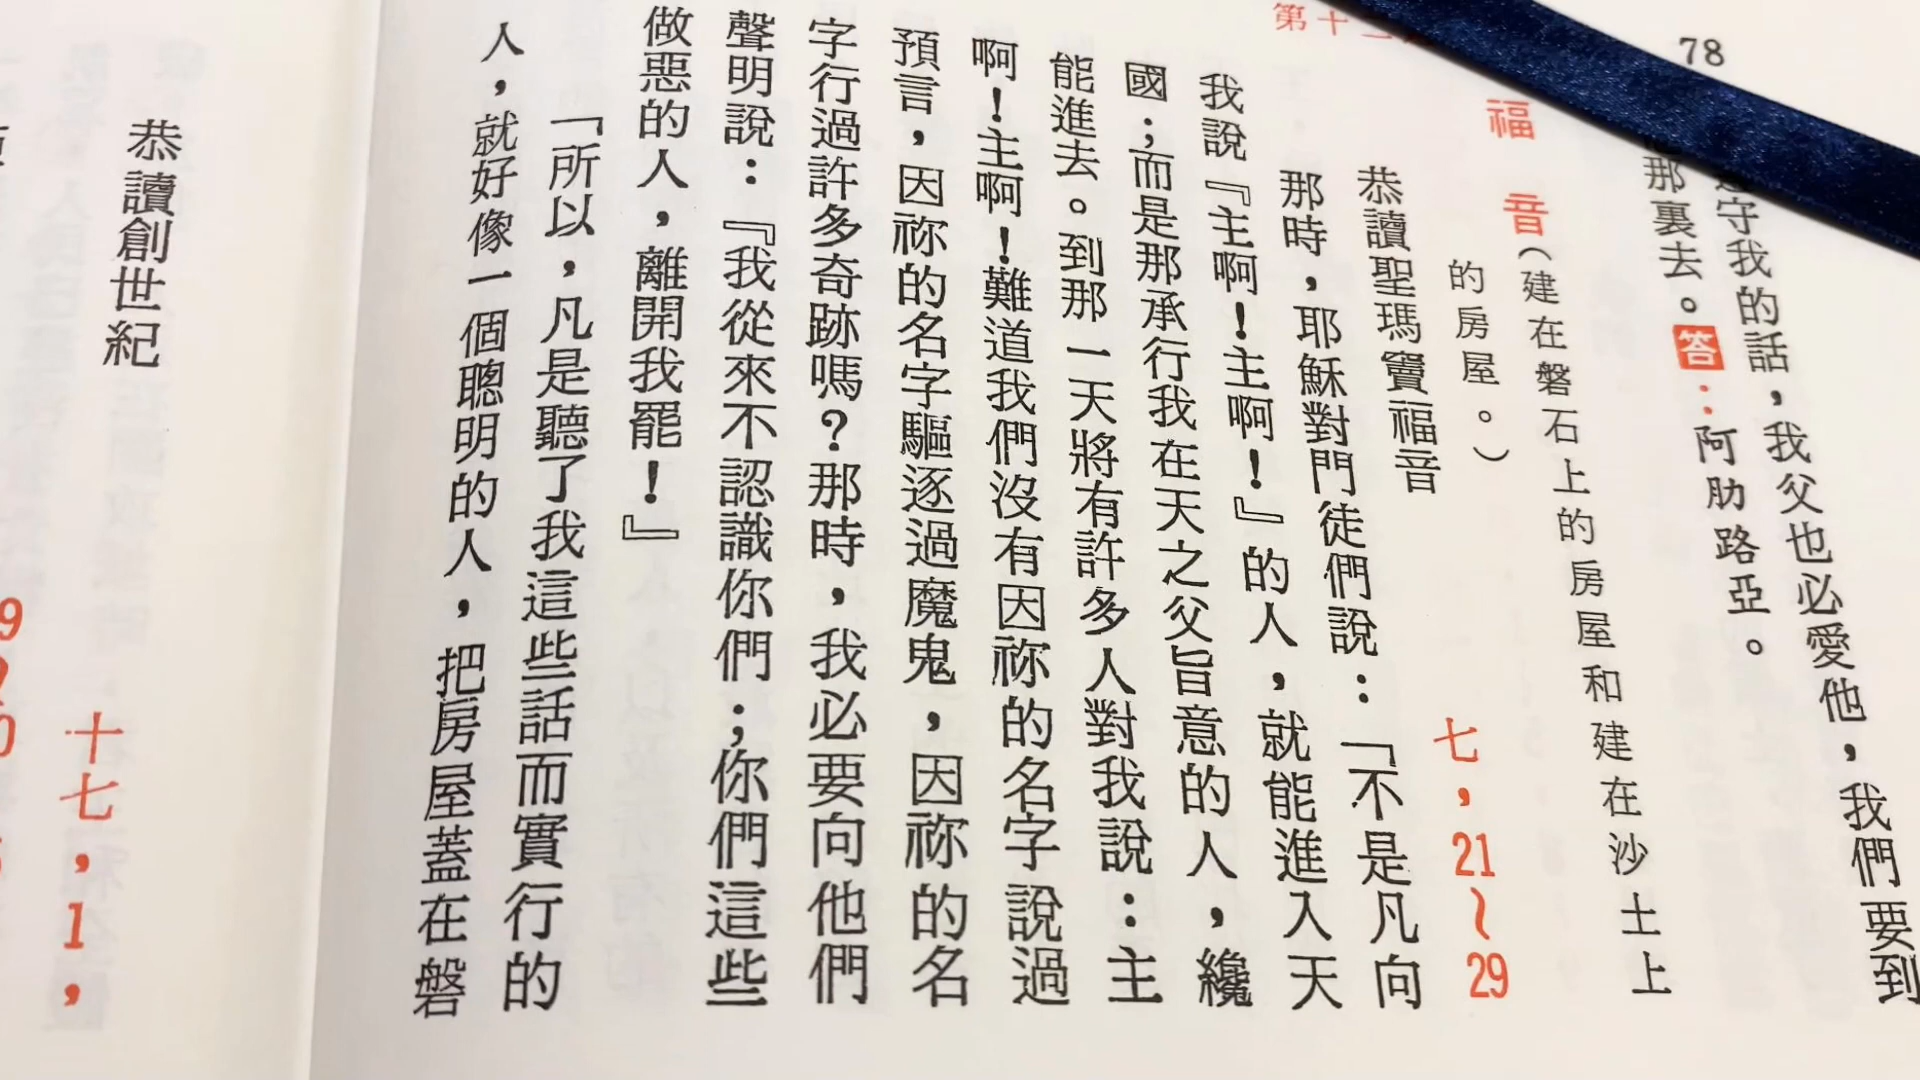 78
遵守我的話，我父也必愛他，我們要到
那裏去。答：阿肋路亞。
福音（建在磐石上的房屋和建在沙土上
的房屋。）
恭讀聖瑪竇福音 七，21～29
那時，耶穌對門徒們說：「不是凡向
我說『主啊！主啊！』的人，就能進入天
國；而是那承行我在天之父旨意的人，纔
能進去。到那一天將有許多人對我說：主
啊！主啊！難道我們沒有因祢的名字說過
預言，因祢的名字驅逐過魔鬼，因祢的名
字行過許多奇跡嗎？那時，我必要向他們
聲明說：『我從來不認識你們；你們這些
做惡的人，離開我罷！』
「所以，凡是聽了我這些話而實行的
人，就好像一個聰明的人，把房屋蓋在磐
恭讀創世紀 十七，1，